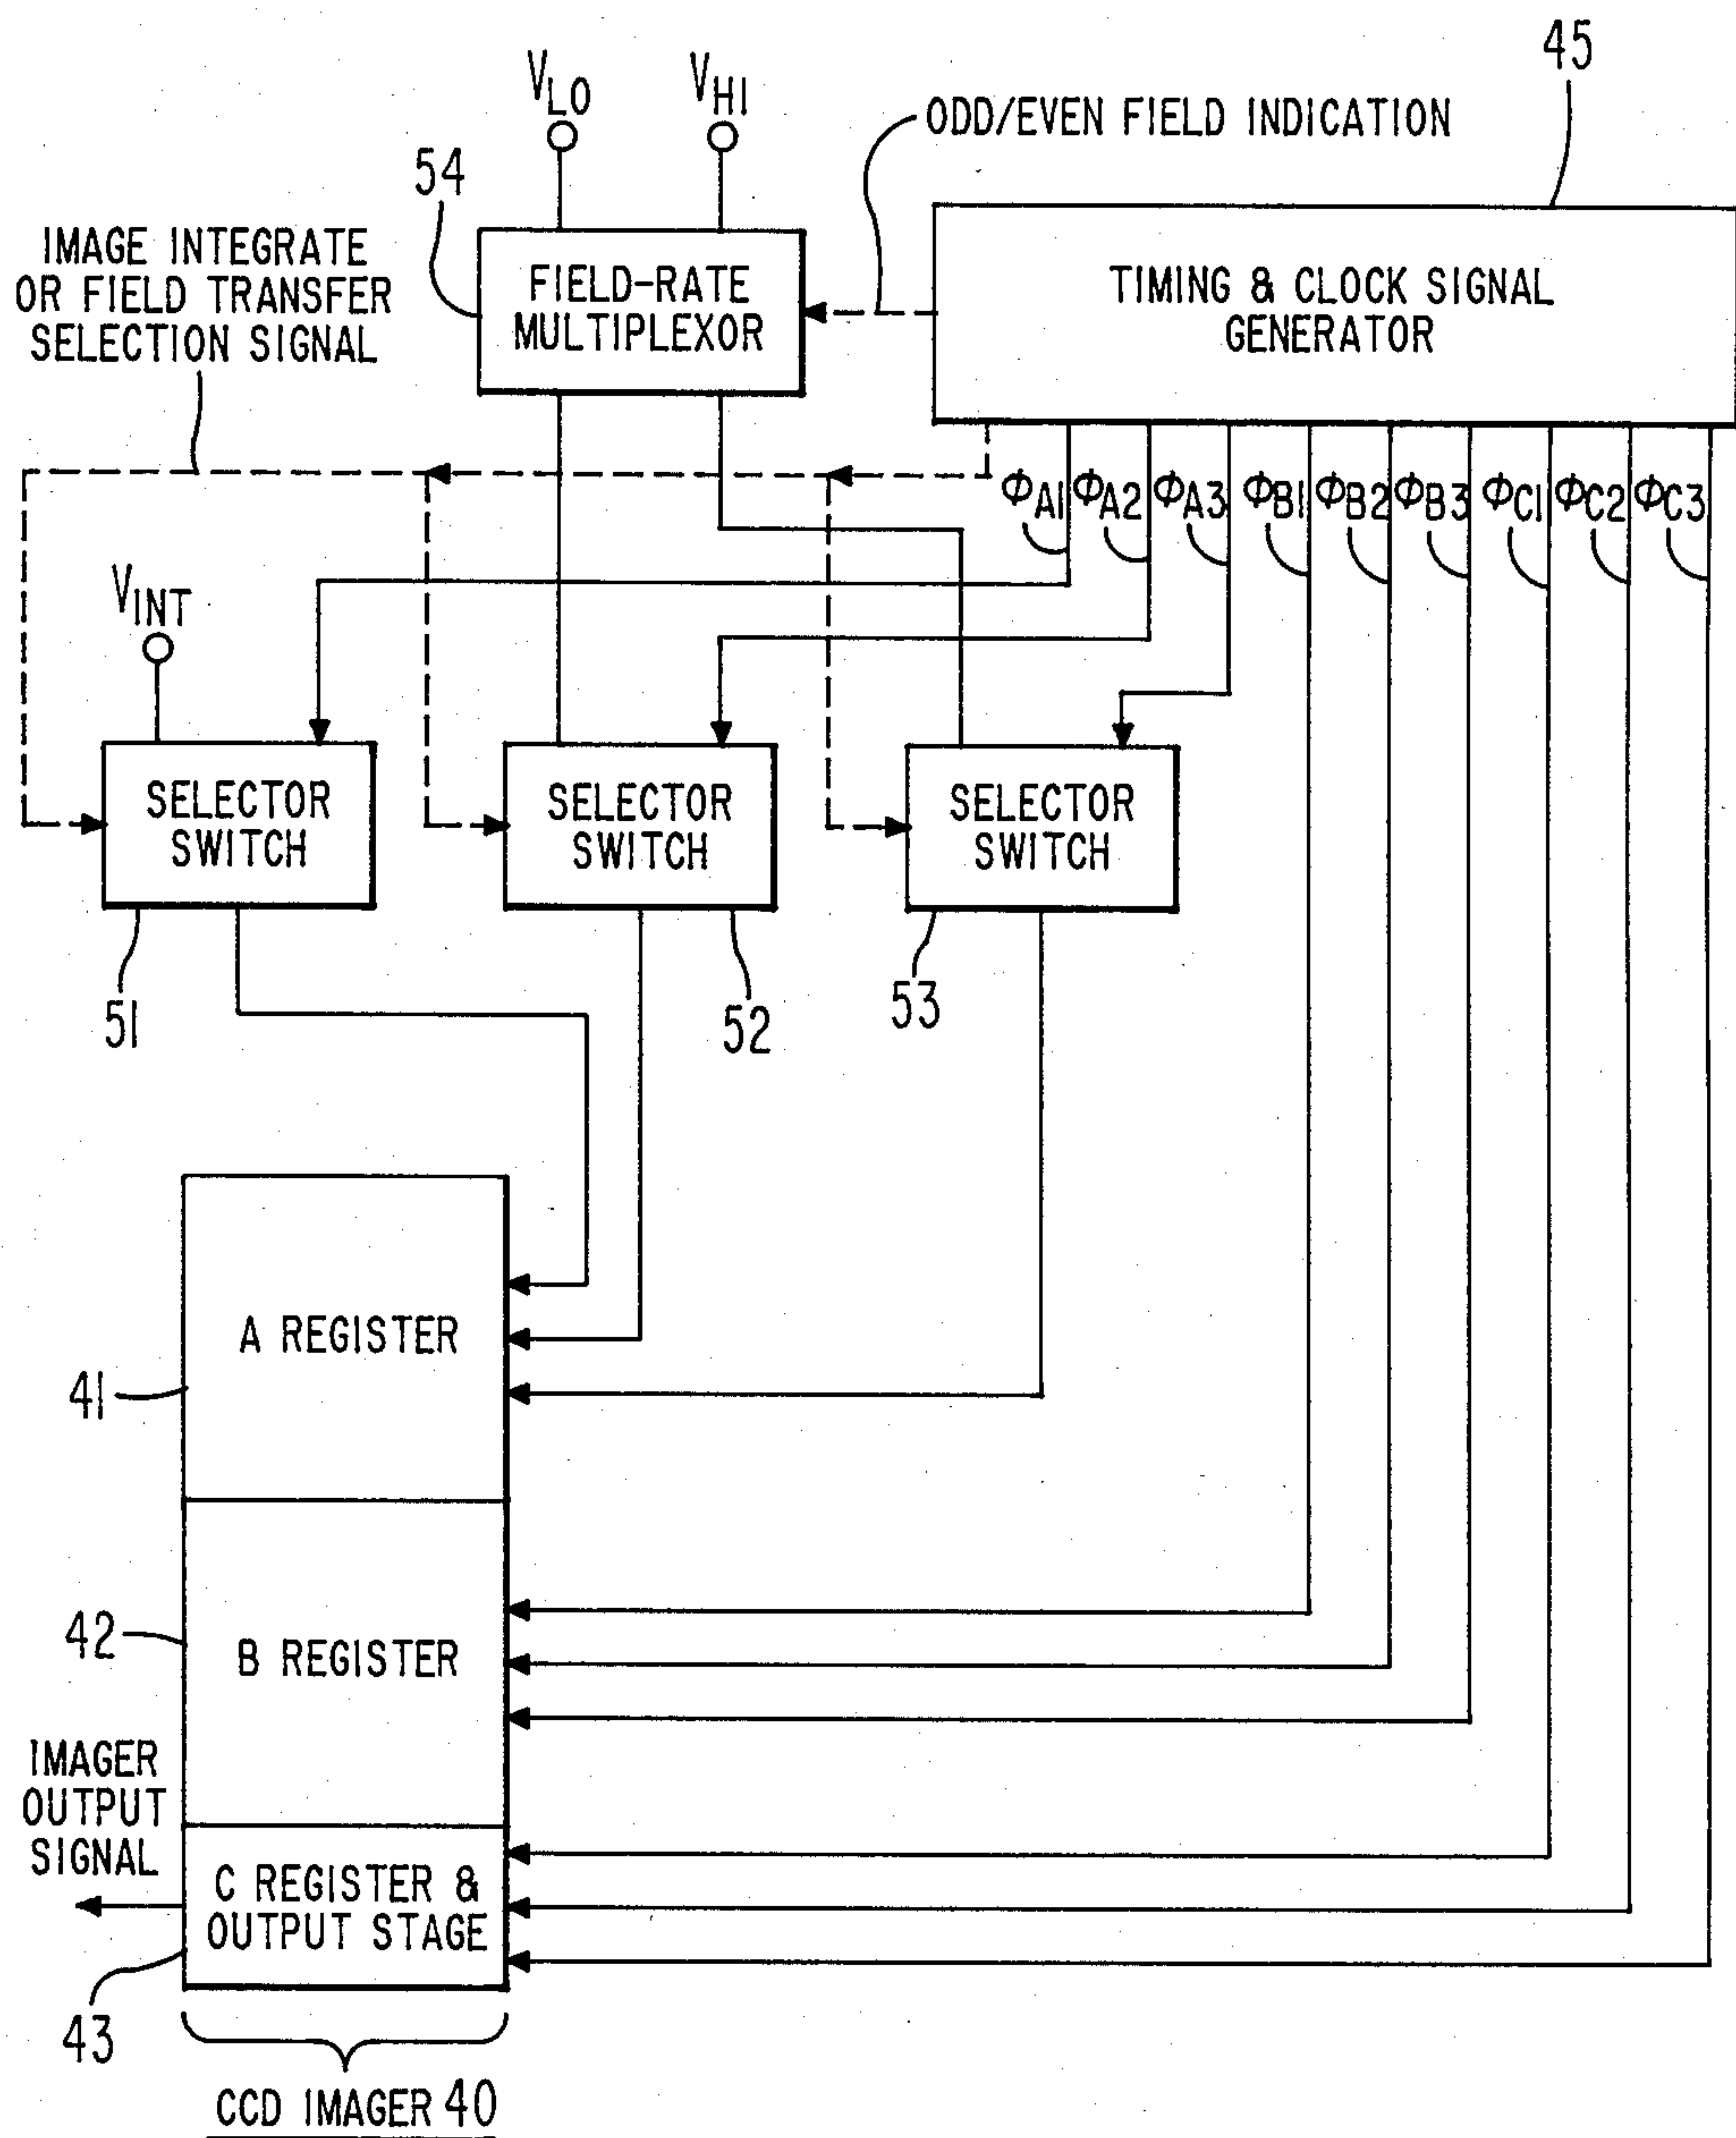 45
V_LO
V_HI
ODD/EVEN FIELD INDICATION
54
IMAGE INTEGRATE
OR FIELD TRANSFER
SELECTION SIGNAL
FIELD-RATE
MULTIPLEXOR
TIMING & CLOCK SIGNAL
GENERATOR
ΦA1 ΦA2 ΦA3 ΦB1 ΦB2 ΦB3 ΦC1 ΦC2 ΦC3
V_INT
SELECTOR
SWITCH
SELECTOR
SWITCH
SELECTOR
SWITCH
51
52
53
A REGISTER
41
42
B REGISTER
IMAGER
OUTPUT
SIGNAL
C REGISTER &
OUTPUT STAGE
43
CCD IMAGER 40